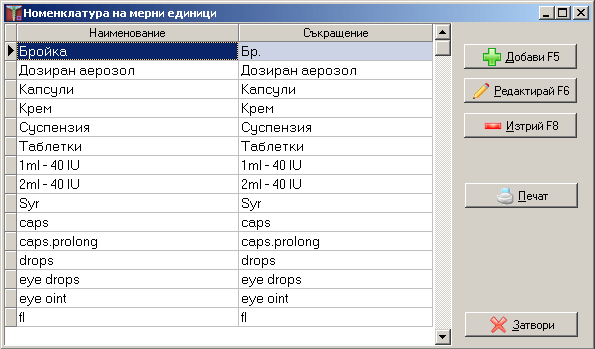 Номенклатура на мерни единици
Наименование Съкращение
Бройка Бр.
Дозиран аерозол Дозиран аерозол
Капсули Капсули
Крем Крем
Суспензия Суспензия
Таблетки Таблетки
1ml - 40 IU 1ml - 40 IU
2ml - 40 IU 2ml - 40 IU
Syr Syr
caps caps
caps.prolong caps.prolong
drops drops
eye drops eye drops
eye oint eye oint
fl fl
Добави F5
Редактирай F6
Изтрий F8
Печат
Затвори